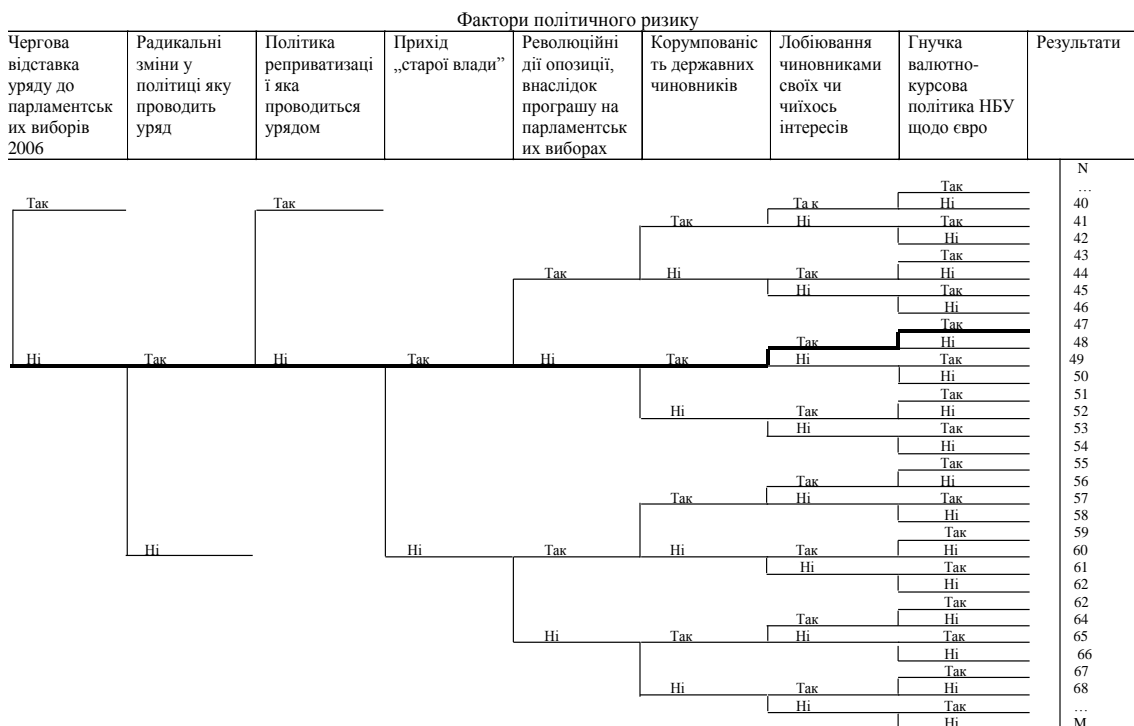 Фактори політичного ризику
Чергова
відставка
уряду до
парламентськ
их виборів
2006
Радикальні
зміни у
політиці яку
проводить
уряд
Політика
реприватизаці
ї яка
проводиться
урядом
Прихід
„старої влади”
Революційні
дії опозиції,
внаслідок
програшу на
парламентськ
их виборах
Корумпованіс
ть державних
чиновників
Лобіювання
чиновниками
своїх чи
чиїхось
інтересів
Гнучка
валютно-
курсова
політика НБУ
щодо євро
Результати
N
Так …
Так Так Та к Ні 40
Так Ні Так 41
Ні 42
Так 43
Так Ні Так Ні 44
Ні Так 45
Ні 46
Так 47
Так Ні 48
Ні Так Ні Так Ні Так Ні Так 49
Ні 50
Так 51
Ні Так Ні 52
Ні Так 53
Ні 54
Так 55
Так Ні 56
Так Ні Так 57
Ні 58
Так 59
Ні Ні Так Ні Так Ні 60
Ні Так 61
Ні 62
Так 62
Так Ні 64
Ні Так Ні Так 65
Ні 66
Так 67
Ні Так Ні 68
Ні Так …
Ні М